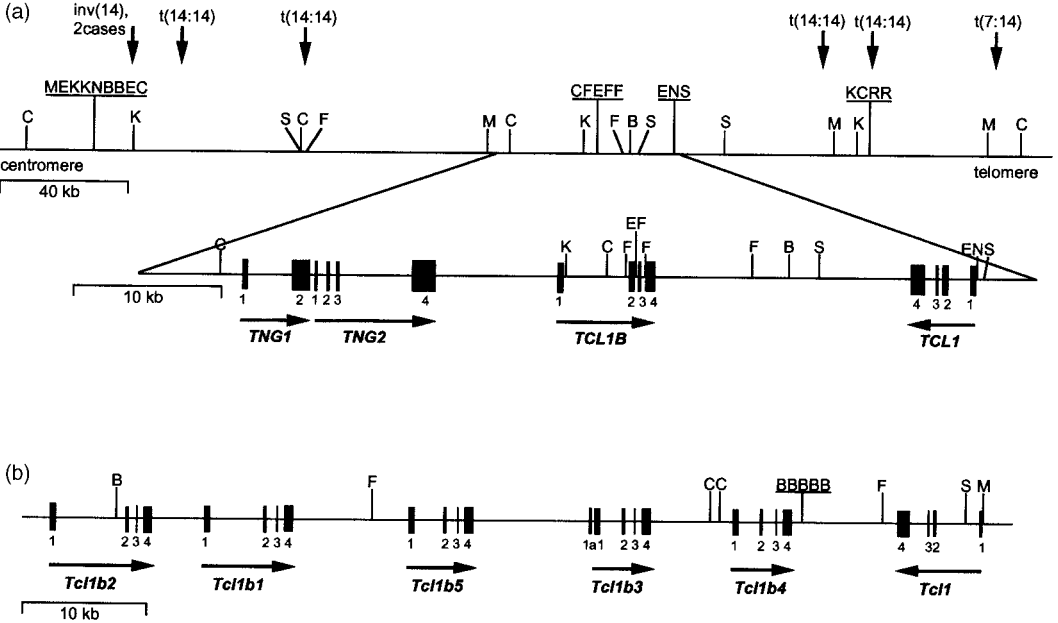 (a)
inv(14),
2cases
t(14:14)
t(14:14)
t(14:14)
t(14:14)
t(7:14)
MEKKNBBEC
CFEFF
ENS
KCRR
C K S C F M C K F B S S M K M C
centromere
telomere
40 kb
C K C F EF F F B S ENS
10 kb
1 2 1 2 3 4 1 2 3 4 4 3 2 1
TNG1 TNG2 TCL1B TCL1
(b)
B F CC BBBBB F S M
1 2 3 4 1 2 3 4 1 2 3 4 1a1 2 3 4 1 2 3 4 4 32 1
Tcl1b2 Tcl1b1 Tcl1b5 Tcl1b3 Tcl1b4 Tcl1
10 kb